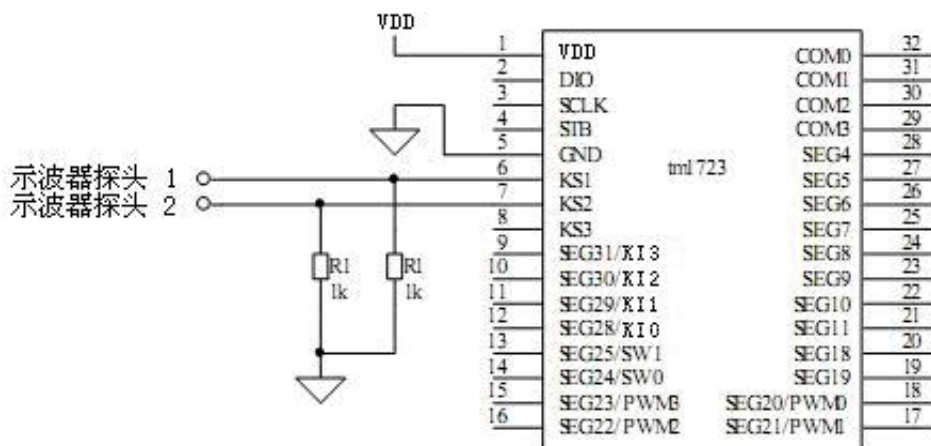 VDD
1 VDD COM0 32
2 DIO COM1 31
3 SCLK COM2 30
4 STB COM3 29
5 GND SEG4 28
示波器探头 1 6 KS1 tm1723 SEG5 27
示波器探头 2 7 KS2 SEG6 26
8 KS3 SEG7 25
9 SEG31/KI3 SEG8 24
R1 R1 10 SEG30/KI2 SEG9 23
1k 1k 11 SEG29/KI1 SEG10 22
12 SEG28/KI0 SEG11 21
13 SEG25/SW1 SEG18 20
14 SEG24/SW0 SEG19 19
15 SEG23/PWM3 SEG20/PWM0 18
16 SEG22/PWM2 SEG21/PWM1 17